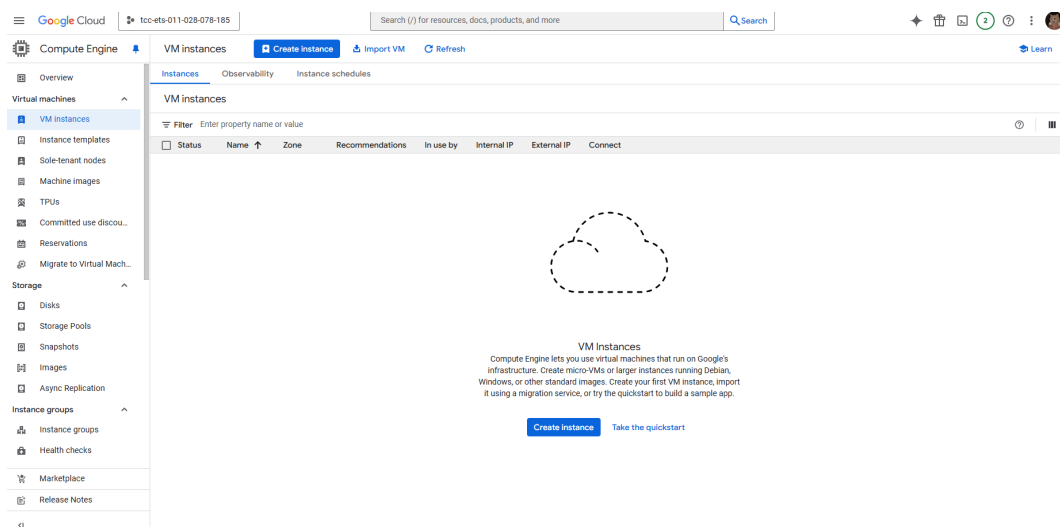 Google Cloud
tcc-ets-011-028-078-185
Search (/) for resources, docs, products, and more
Search
2
Compute Engine
VM instances
Create instance
Import VM
Refresh
Learn
Overview
Virtual machines
VM instances
Instance templates
Sole-tenant nodes
Machine images
TPUs
Committed use discou...
Reservations
Migrate to Virtual Mach...
Storage
Disks
Storage Pools
Snapshots
Images
Async Replication
Instance groups
Instance groups
Health checks
Marketplace
Release Notes
Instances Observability Instance schedules
VM instances
Filter Enter property name or value
Status Name Zone Recommendations In use by Internal IP External IP Connect
VM Instances
Compute Engine lets you use virtual machines that run on Google's
infrastructure. Create micro-VMs or larger instances running Debian,
Windows, or other standard images. Create your first VM instance, import
it using a migration service, or try the quickstart to build a sample app.
Create instance Take the quickstart